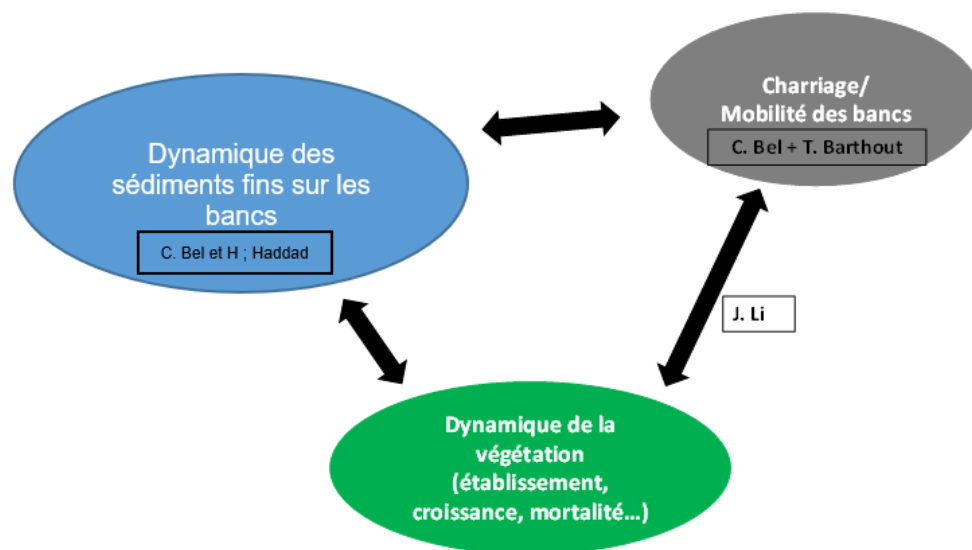 Dynamique des
sédiments fins sur les
bancs
C. Bel et H ; Haddad
Charriage/
Mobilité des bancs
C. Bel + T. Barthout
J. Li
Dynamique de la
végétation
(établissement,
croissance, mortalité...)